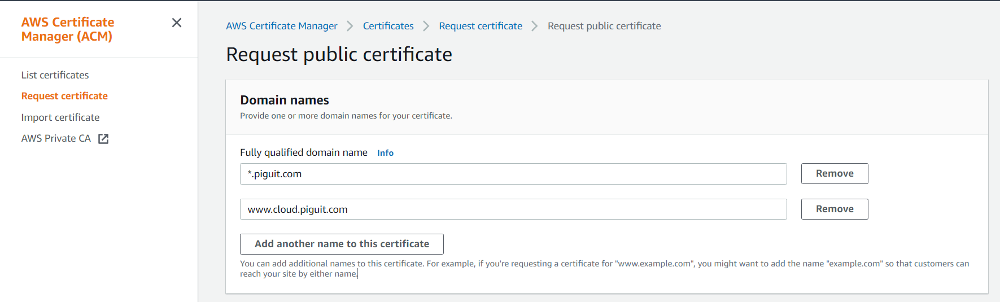 AWS Certificate
Manager (ACM)
List certificates
Request certificate
Import certificate
AWS Private CA
AWS Certificate Manager
Certificates
Request certificate
Request public certificate
Request public certificate
Domain names
Provide one or more domain names for your certificate.
Fully qualified domain name Info
*.piguit.com
Remove
www.cloud.piguit.com
Remove
Add another name to this certificate
You can add additional names to this certificate. For example, if you're requesting a certificate for "www.example.com", you might want to add the name "example.com" so that customers can
reach your site by either name.